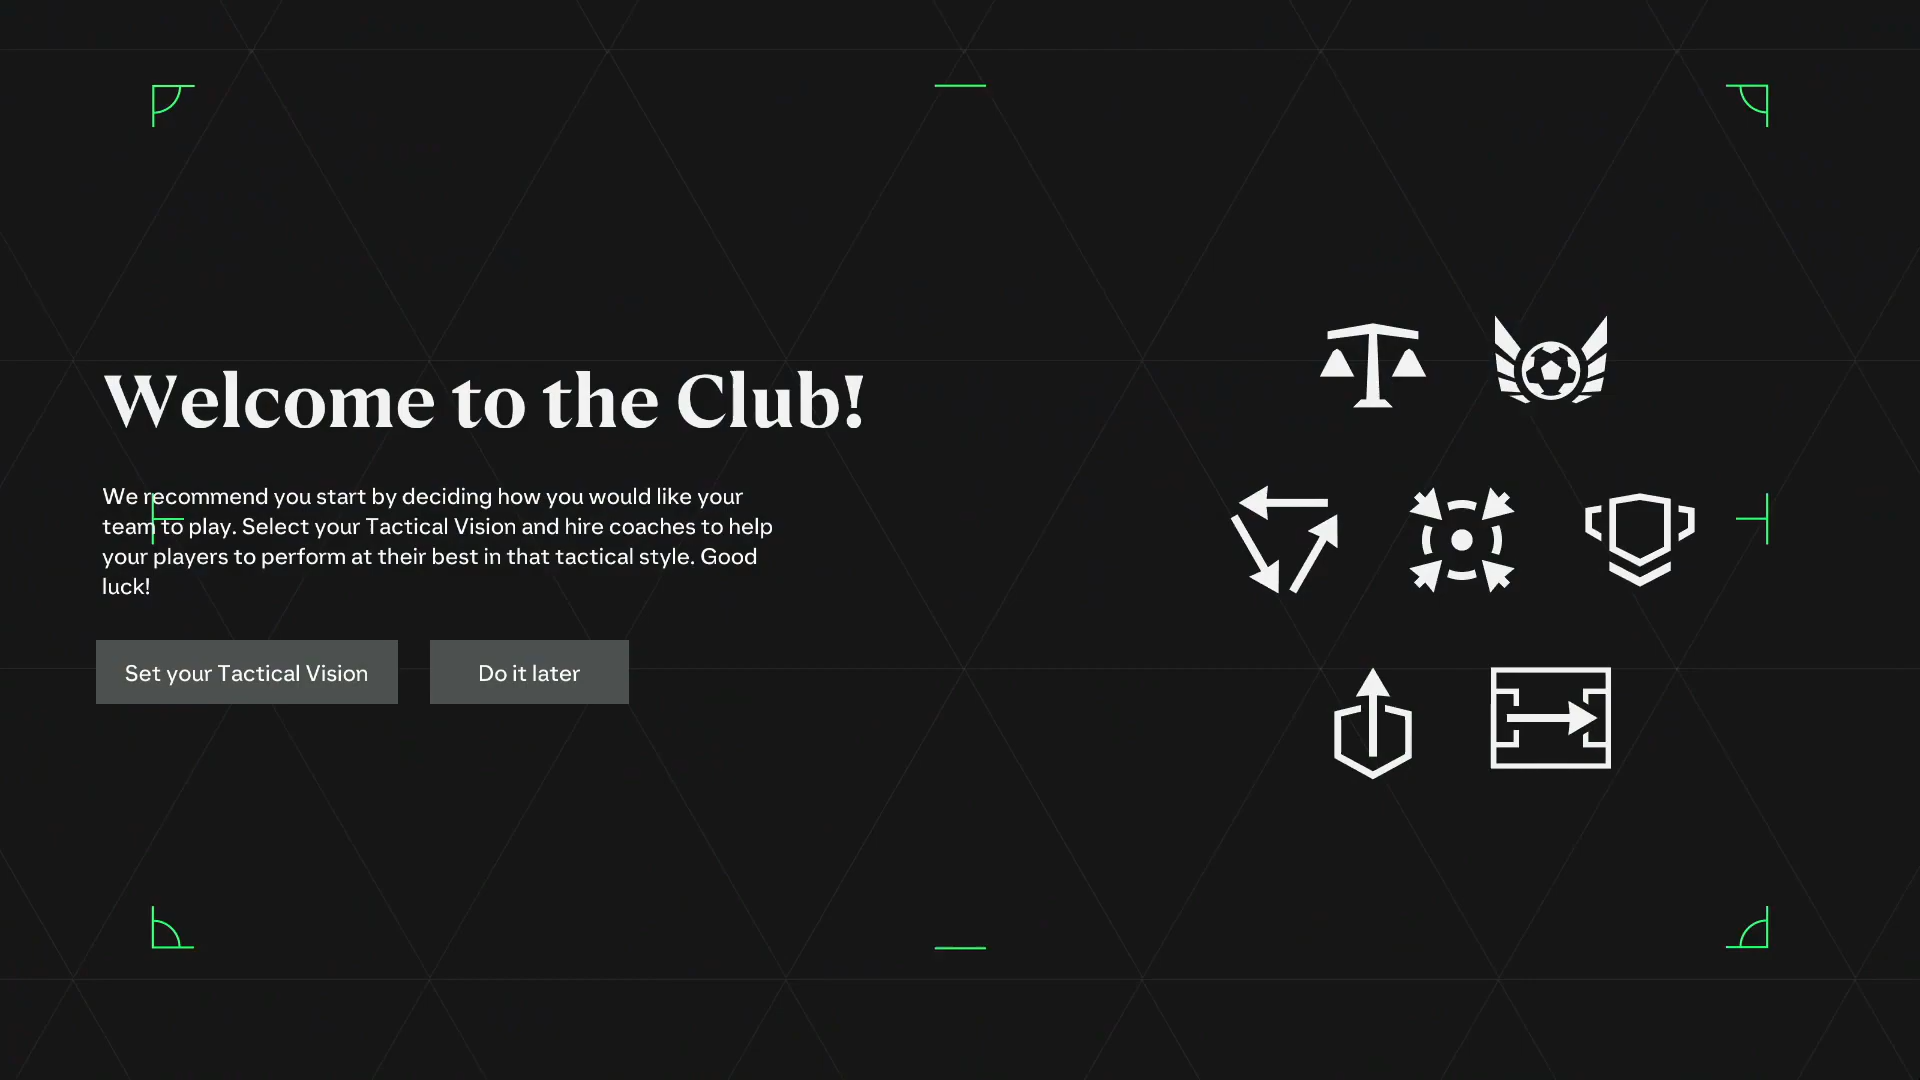 Welcome to the Club!
We recommend you start by deciding how you would like your
team to play. Select your Tactical Vision and hire coaches to help
your players to perform at their best in that tactical style. Good
luck!
Set your Tactical Vision
Do it later